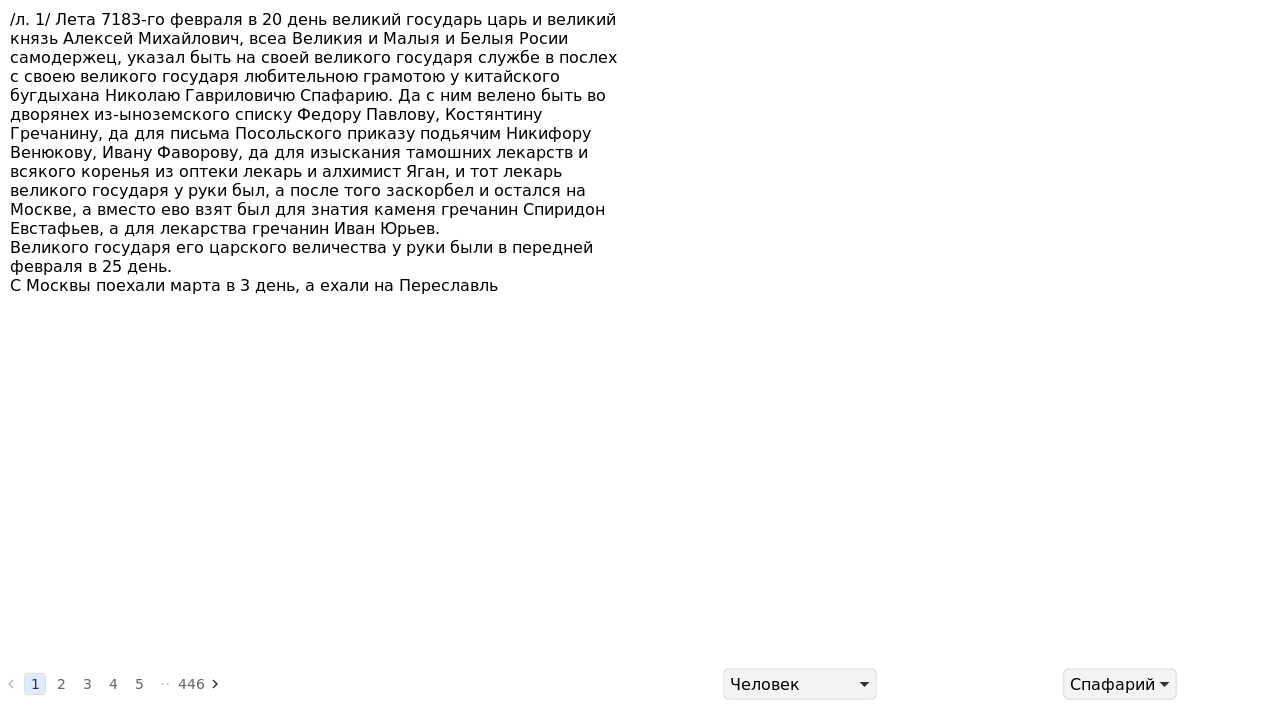 /л. 1/ Лета 7183-го февраля в 20 день великий государь царь и великий
князь Алексей Михайлович, всеа Великия и Малыя и Белыя Росии
самодержец, указал быть на своей великого государя службе в послех
с своею великого государя любительною грамотою у китайского
бугдыхана Николаю Гавриловичю Спафарию. Да с ним велено быть во
дворянех из-ыноземского списку Федору Павлову, Костянтину
Гречанину, да для письма Посольского приказу подьячим Никифору
Венюкову, Ивану Фаворову, да для изыскания тамошних лекарств и
всякого коренья из оптеки лекарь и алхимист Яган, и тот лекарь
великого государя у руки был, а после того заскорбел и остался на
Москве, а вместо ево взят был для знатия каменя гречанин Спиридон
Евстафьев, а для лекарства гречанин Иван Юрьев.
Великого государя его царского величества у руки были в передней
февраля в 25 день.
С Москвы поехали марта в 3 день, а ехали на Переславль
1 2 3 4 5 ·· 446 Человек Спафарий